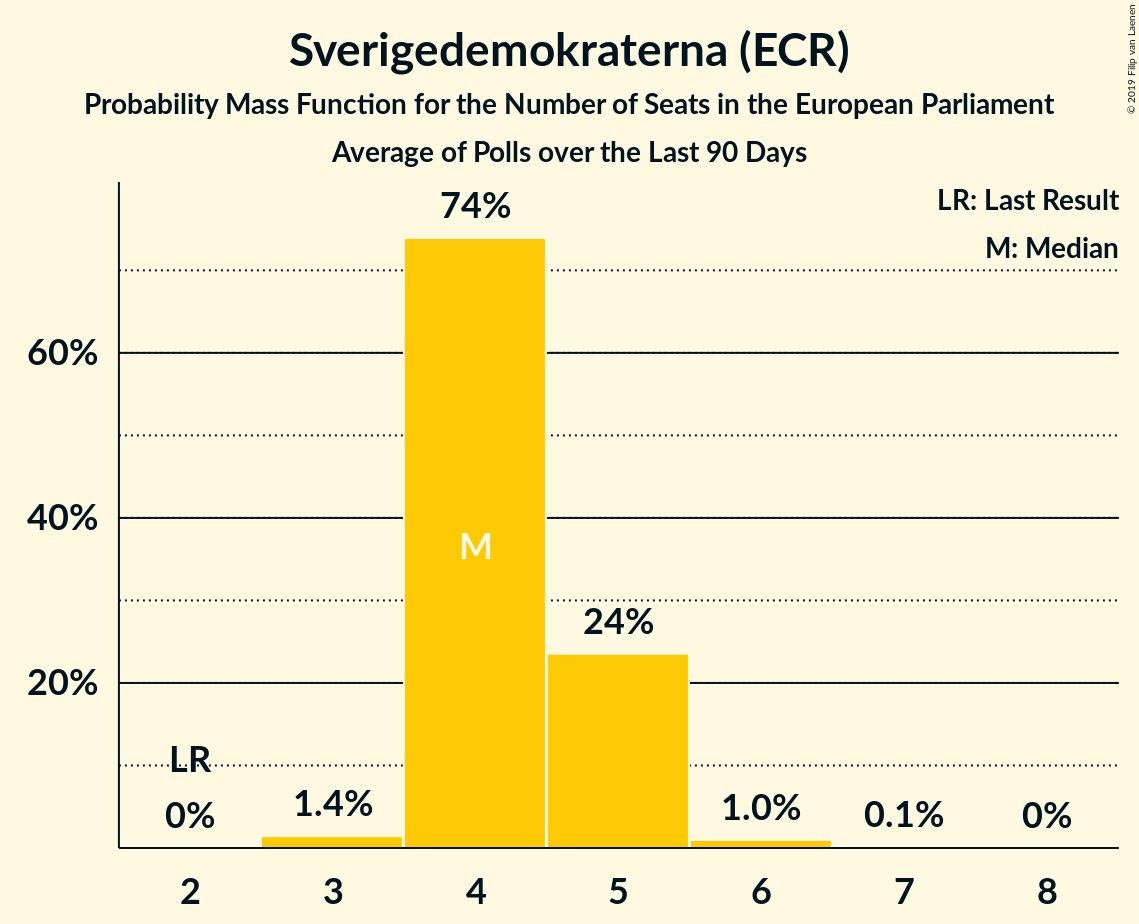 Sverigedemokraterna (ECR)
Probability Mass Function for the Number of Seats in the European Parliament
Average of Polls over the Last 90 Days
© 2019 Filip van Laenen
LR: Last Result
M: Median
74%
60%
40%
M
24%
20%
LR
0%
1.4%
1.0%
0.1%
0%
2 3 4 5 6 7 8